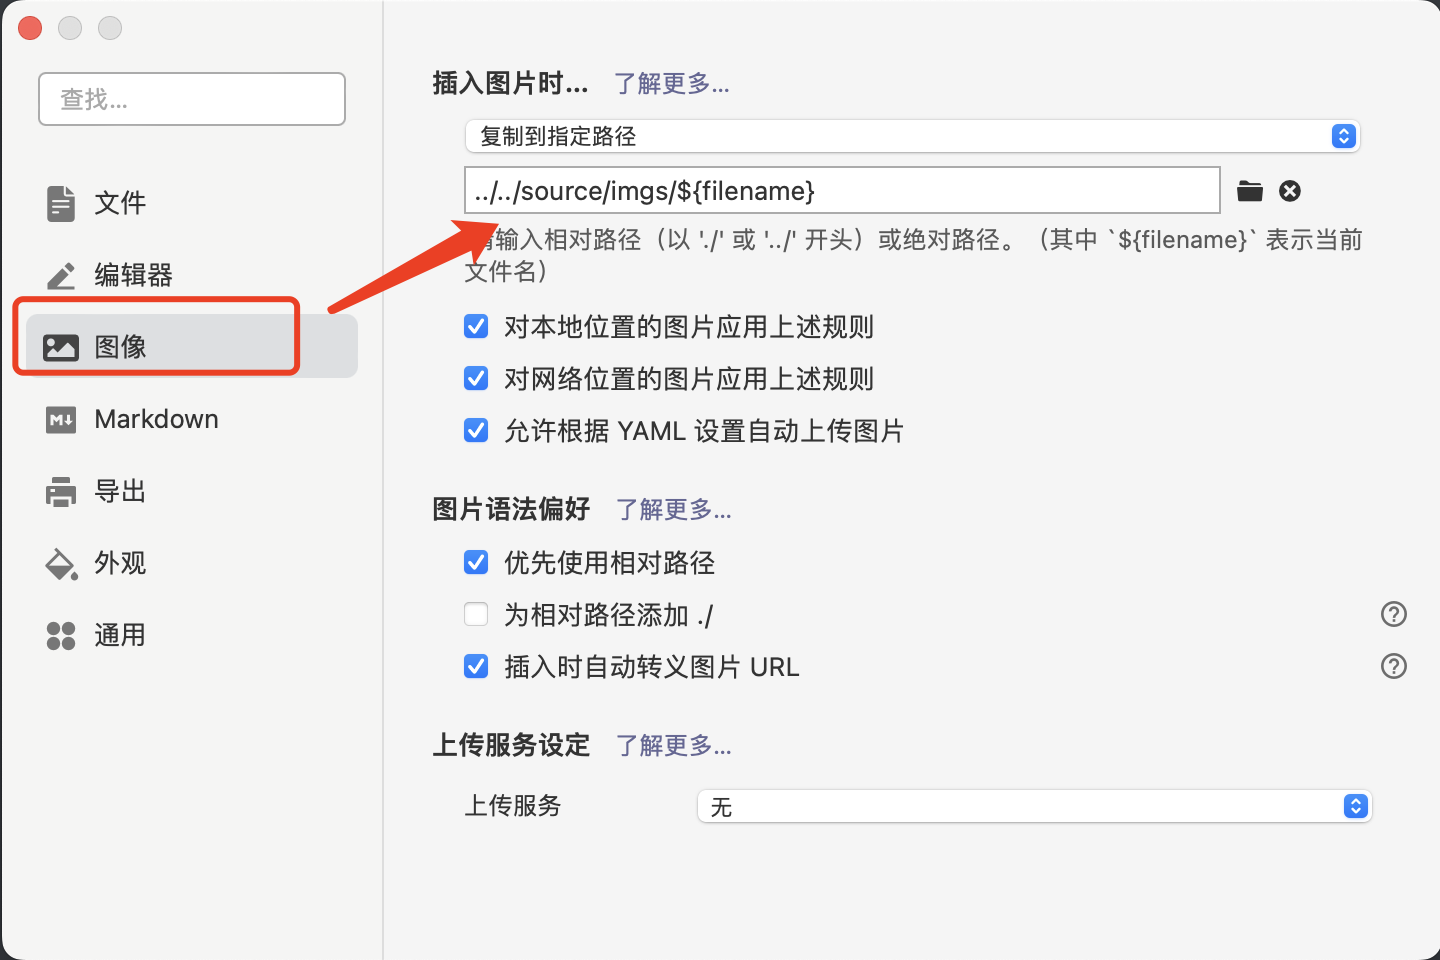 查找...
文件
编辑器
图像
Markdown
导出
外观
通用
插入图片时... 了解更多...
复制到指定路径
../../source/imgs/${filename}
输入相对路径（以 './' 或 '../' 开头）或绝对路径。（其中 `${filename}` 表示当前
文件名）
对本地位置的图片应用上述规则
对网络位置的图片应用上述规则
允许根据 YAML 设置自动上传图片
图片语法偏好 了解更多...
优先使用相对路径
为相对路径添加 ./
插入时自动转义图片 URL
上传服务设定 了解更多...
上传服务 无